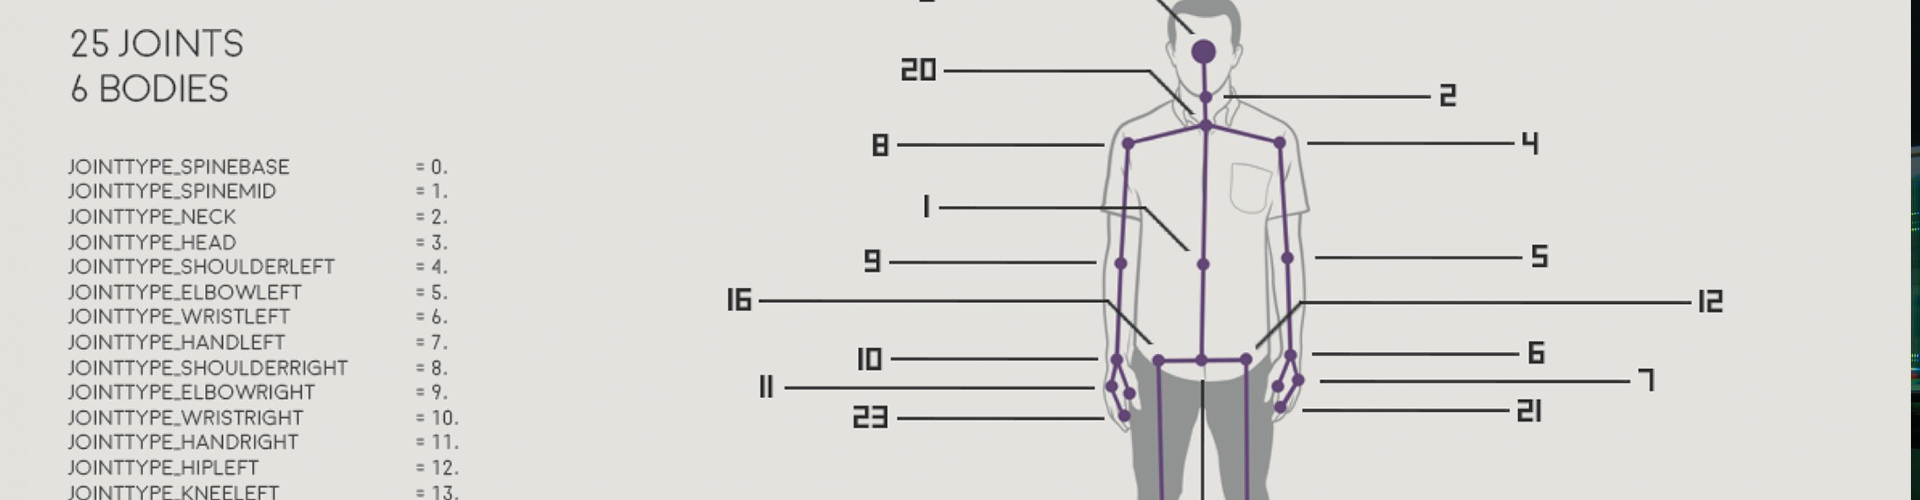 25 JOINTS
6 BODIES
JOINTTYPE_SPINEBASE = 0.
JOINTTYPE_SPINEMID = 1.
JOINTTYPE_NECK = 2.
JOINTTYPE_HEAD = 3.
JOINTTYPE_SHOULDERLEFT = 4.
JOINTTYPE_ELBOWLEFT = 5.
JOINTTYPE_WRISTLEFT = 6.
JOINTTYPE_HANDLEFT = 7.
JOINTTYPE_SHOULDERRIGHT = 8.
JOINTTYPE_ELBOWRIGHT = 9.
JOINTTYPE_WRISTRIGHT = 10.
JOINTTYPE_HANDRIGHT = 11.
JOINTTYPE_HIPLEFT = 12.
JOINTTYPE_KNEELEFT = 13.
20
2
8
4
1
9
5
16
12
10
6
11
7
23
21